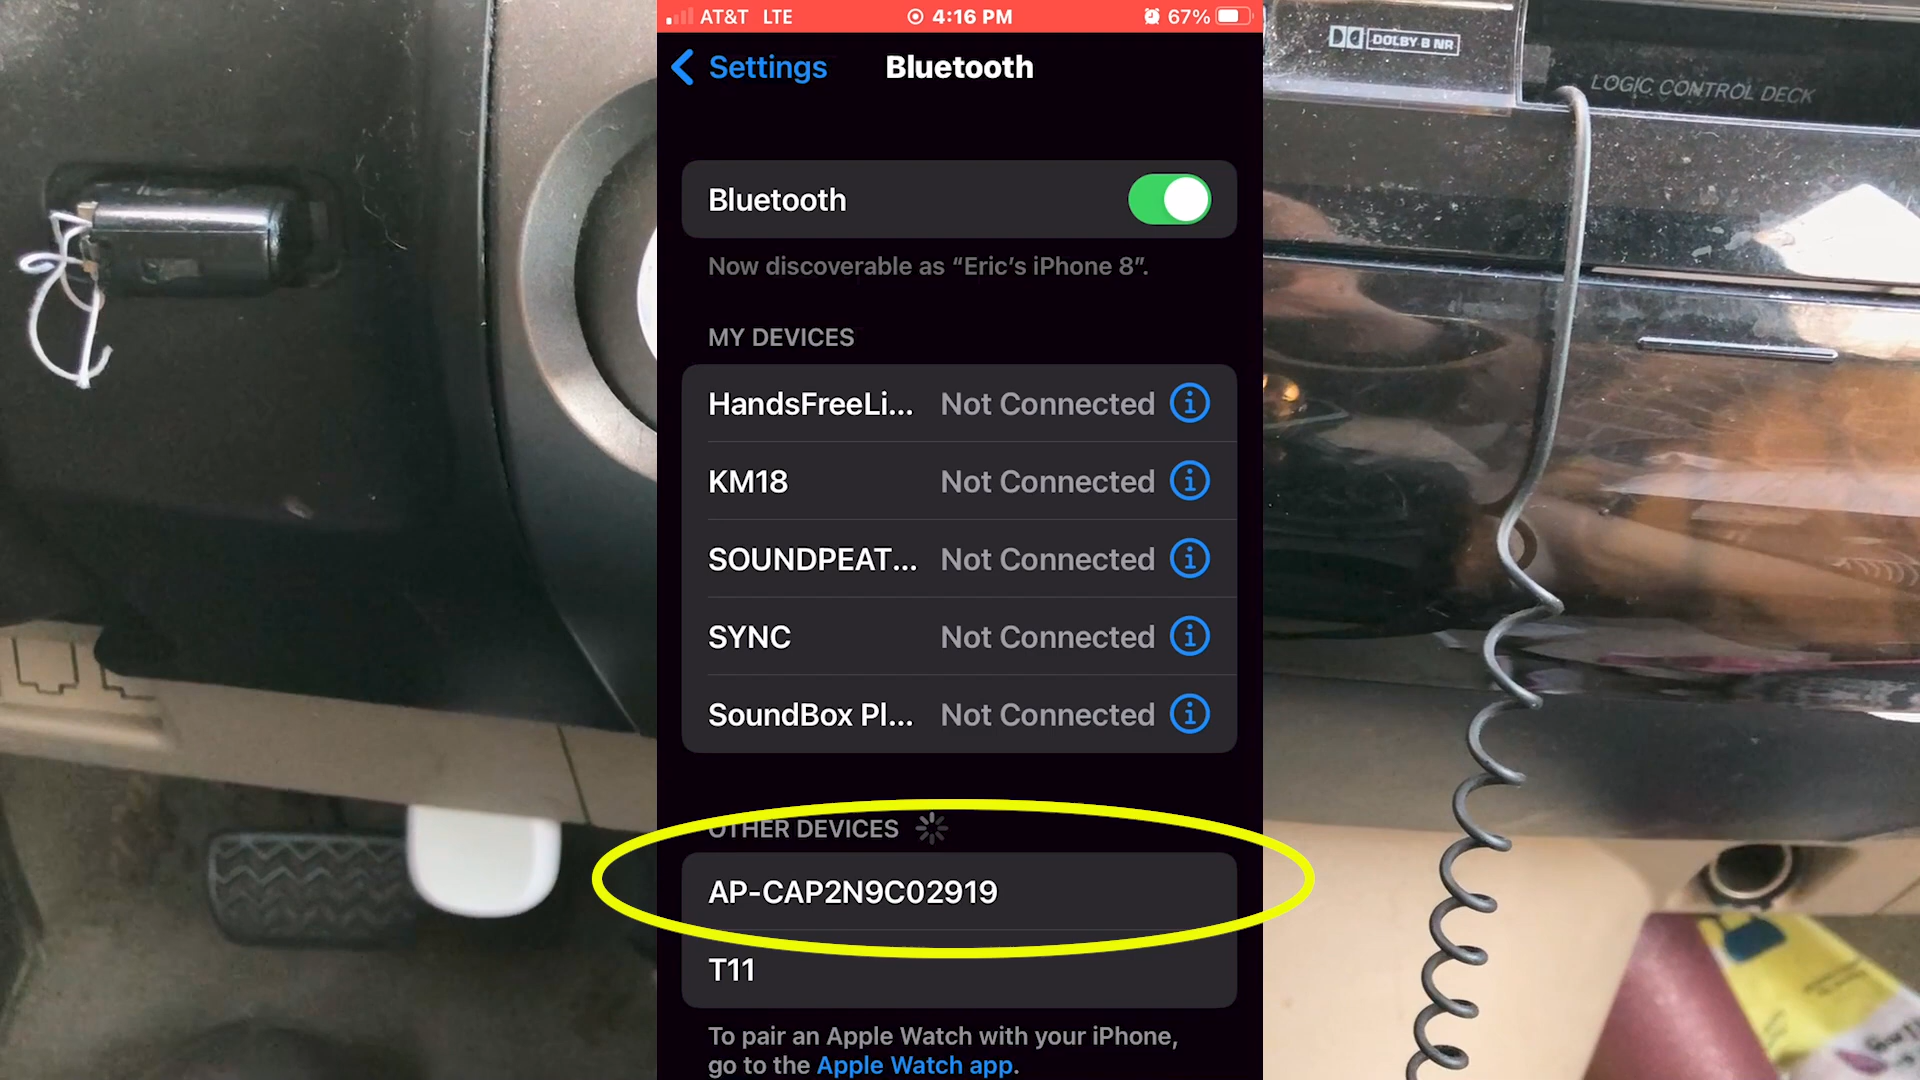 AT&T LTE 4:16 PM 67%
Settings Bluetooth
Bluetooth
Now discoverable as “Eric’s iPhone 8”.
MY DEVICES
HandsFreeLi... Not Connected
KM18 Not Connected
SOUNDPEAT... Not Connected
SYNC Not Connected
SoundBox Pl... Not Connected
OTHER DEVICES
AP-CAP2N9C02919
T11
To pair an Apple Watch with your iPhone,
go to the Apple Watch app.
DOLBY B NR
LOGIC CONTROL DECK